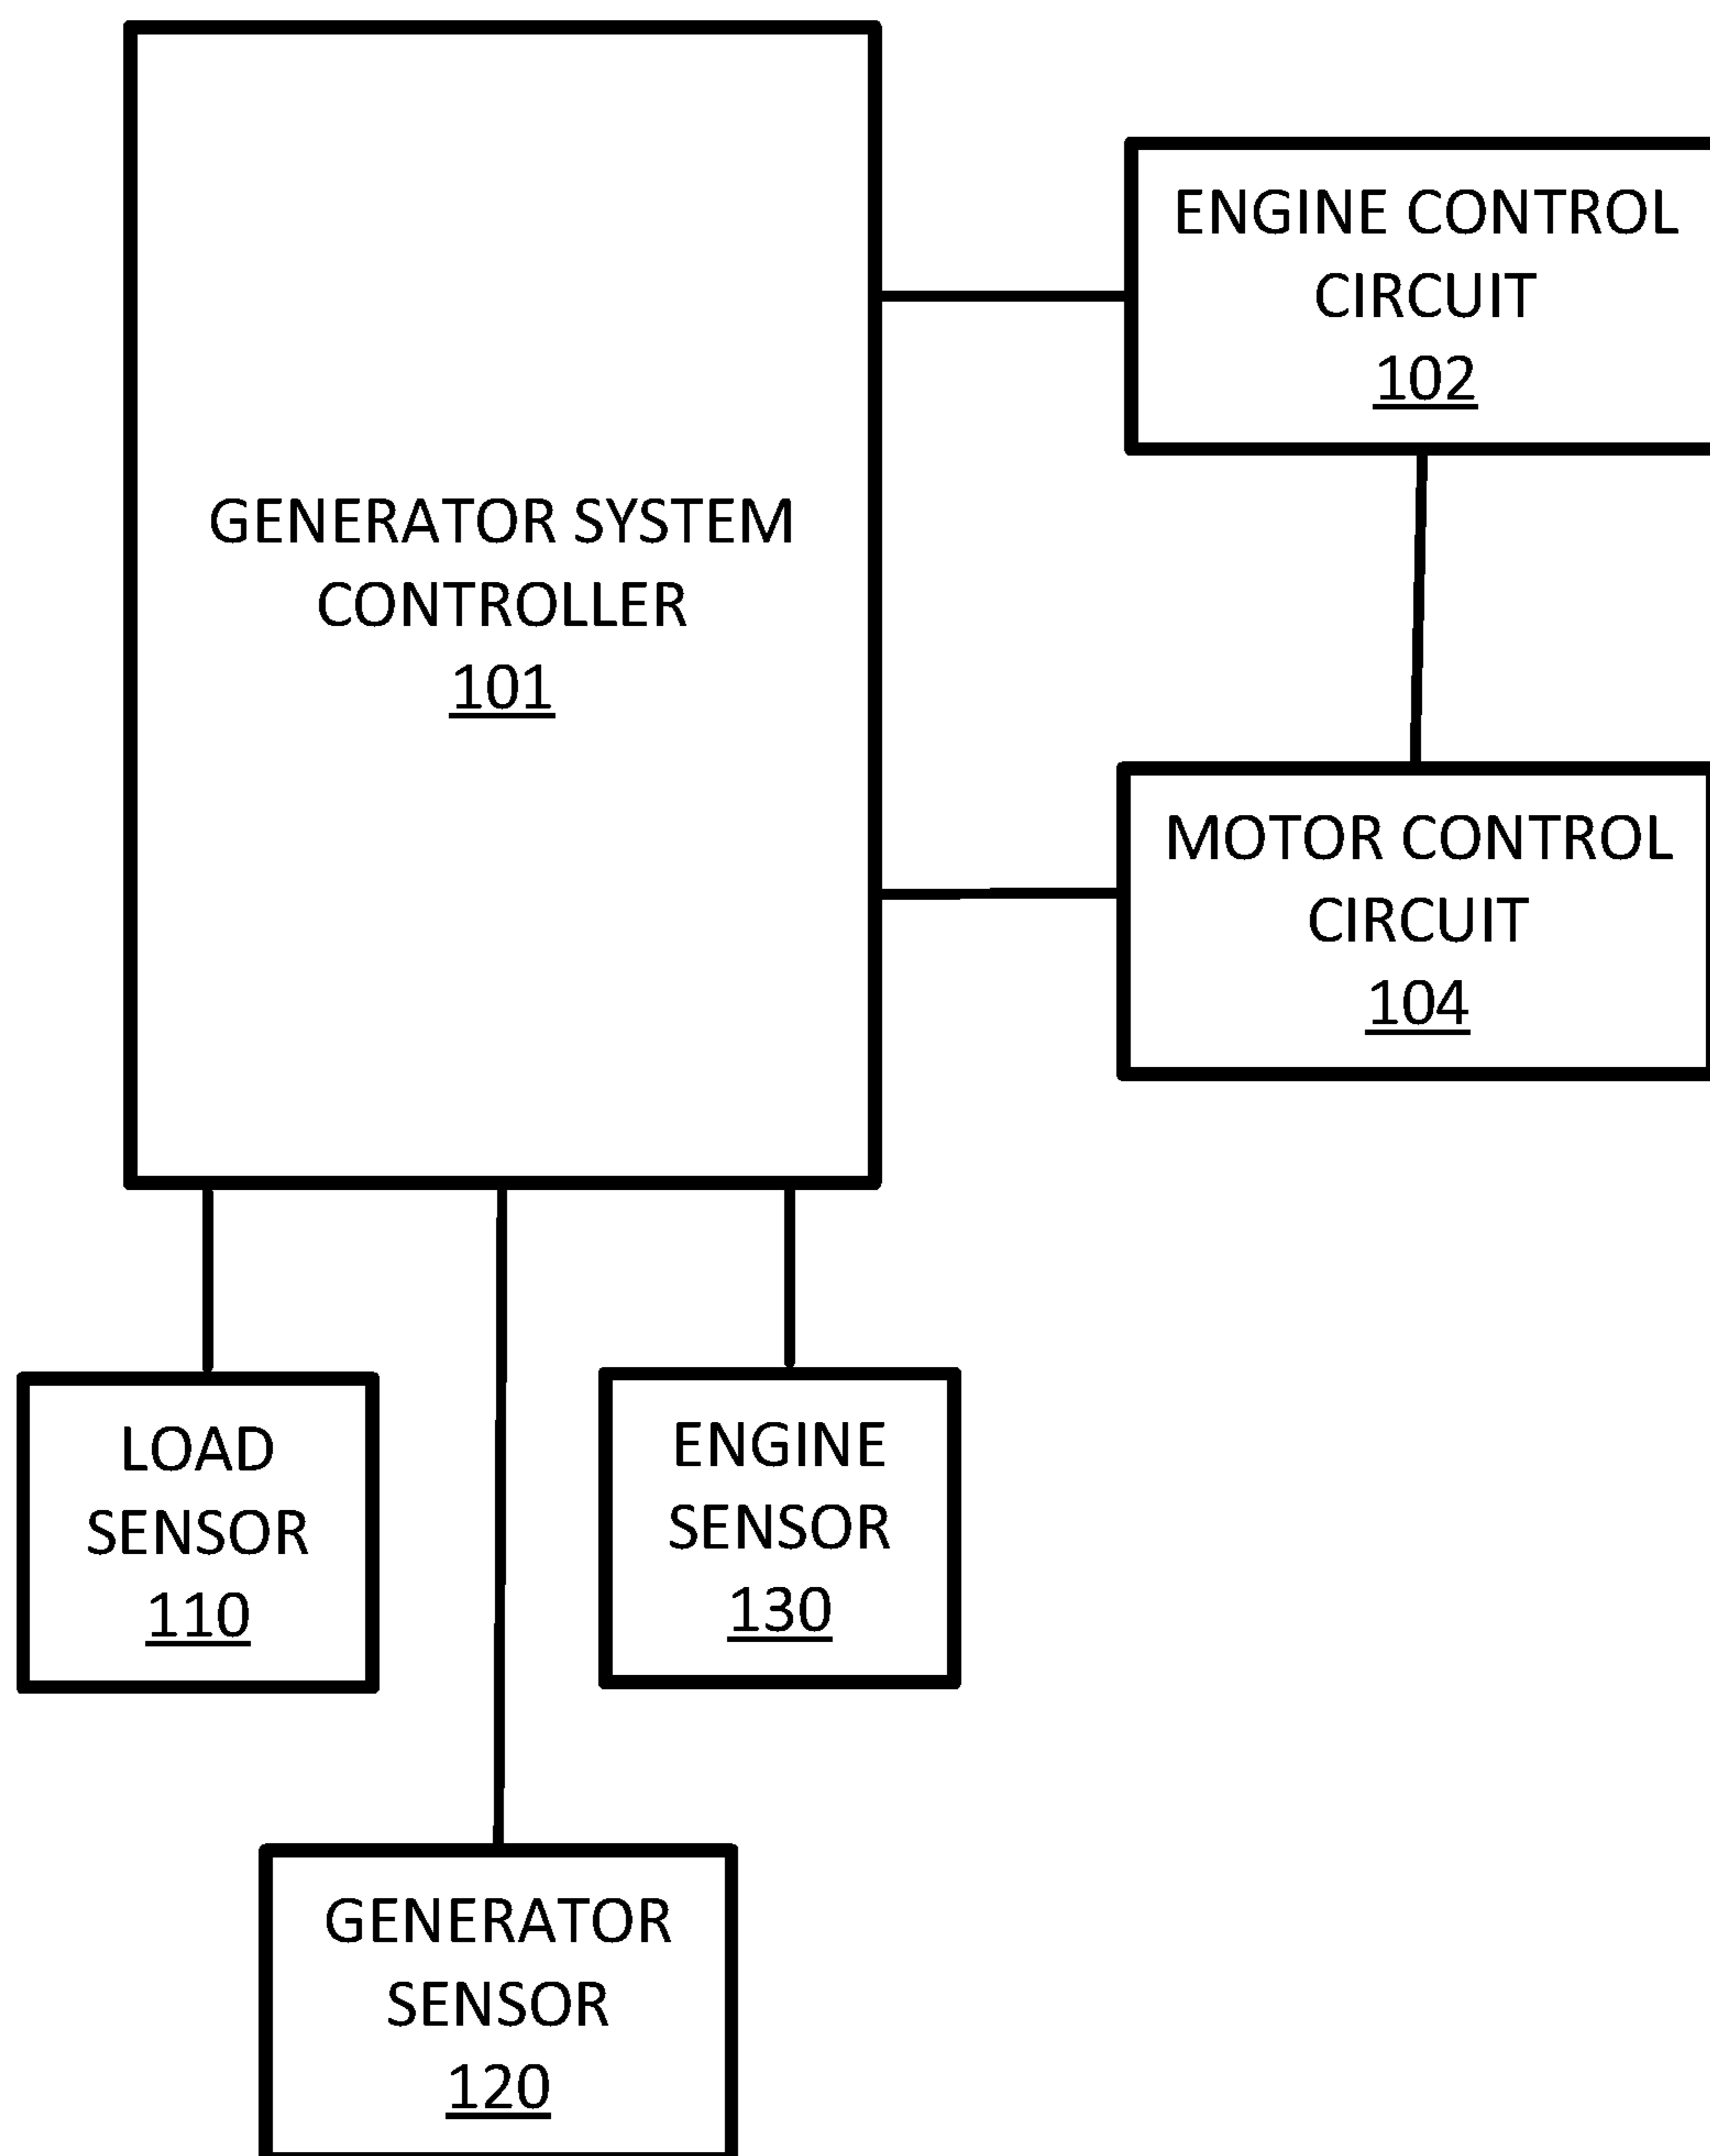 GENERATOR SYSTEM
CONTROLLER
101
ENGINE CONTROL
CIRCUIT
102
MOTOR CONTROL
CIRCUIT
104
LOAD
SENSOR
110
ENGINE
SENSOR
130
GENERATOR
SENSOR
120